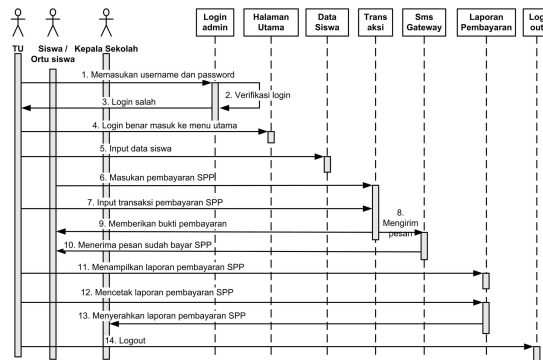 Login
admin
Halaman
Utama
Data
Siswa
Trans
aksi
Sms
Gateway
Laporan
Pembayaran
Log
out
TU
Siswa /
Ortu siswa
Kepala Sekolah
1. Memasukan username dan password
2. Verifikasi login
3. Login salah
4. Login benar masuk ke menu utama
5. Input data siswa
6. Masukan pembayaran SPP
7. Input transaksi pembayaran SPP
8.
Mengirim
pesan
9. Memberikan bukti pembayaran
10. Menerima pesan sudah bayar SPP
11. Menampilkan laporan pembayaran SPP
12. Mencetak laporan pembayaran SPP
13. Menyerahkan laporan pembayaran SPP
14. Logout